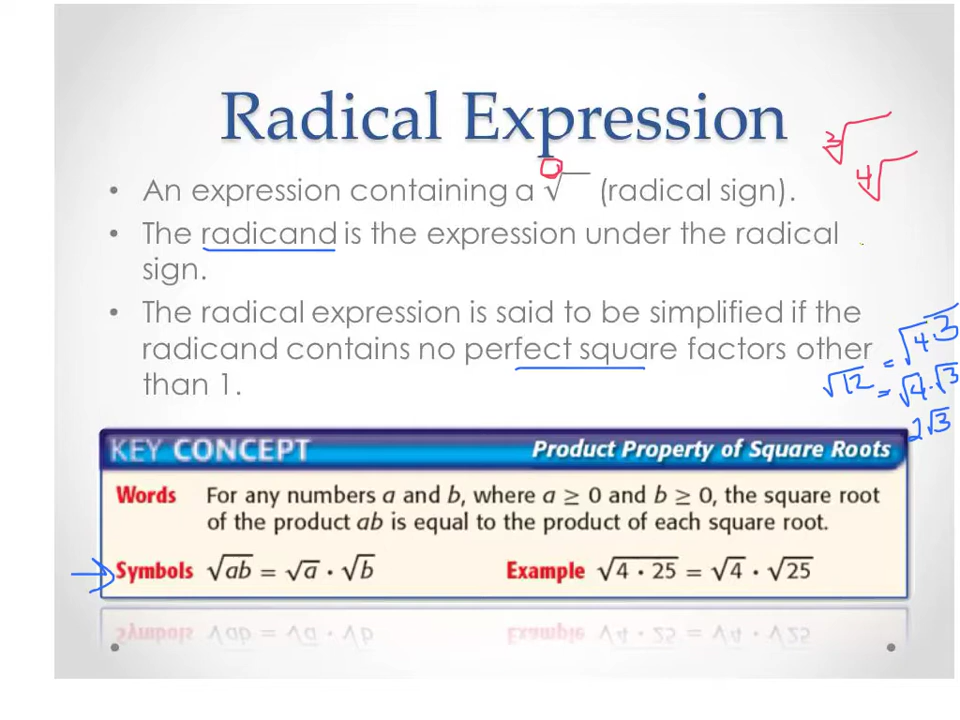 Radical Expression
3√
4√
• An expression containing a √ (radical sign).
• The radicand is the expression under the radical
sign.
• The radical expression is said to be simplified if the
radicand contains no perfect square factors other
than 1.
√12 = √4·3
= √4·√3
2√3
KEY CONCEPT Product Property of Square Roots
Words For any numbers a and b, where a ≥ 0 and b ≥ 0, the square root
of the product ab is equal to the product of each square root.
Symbols √ab = √a · √b Example √4 · 25 = √4 · √25